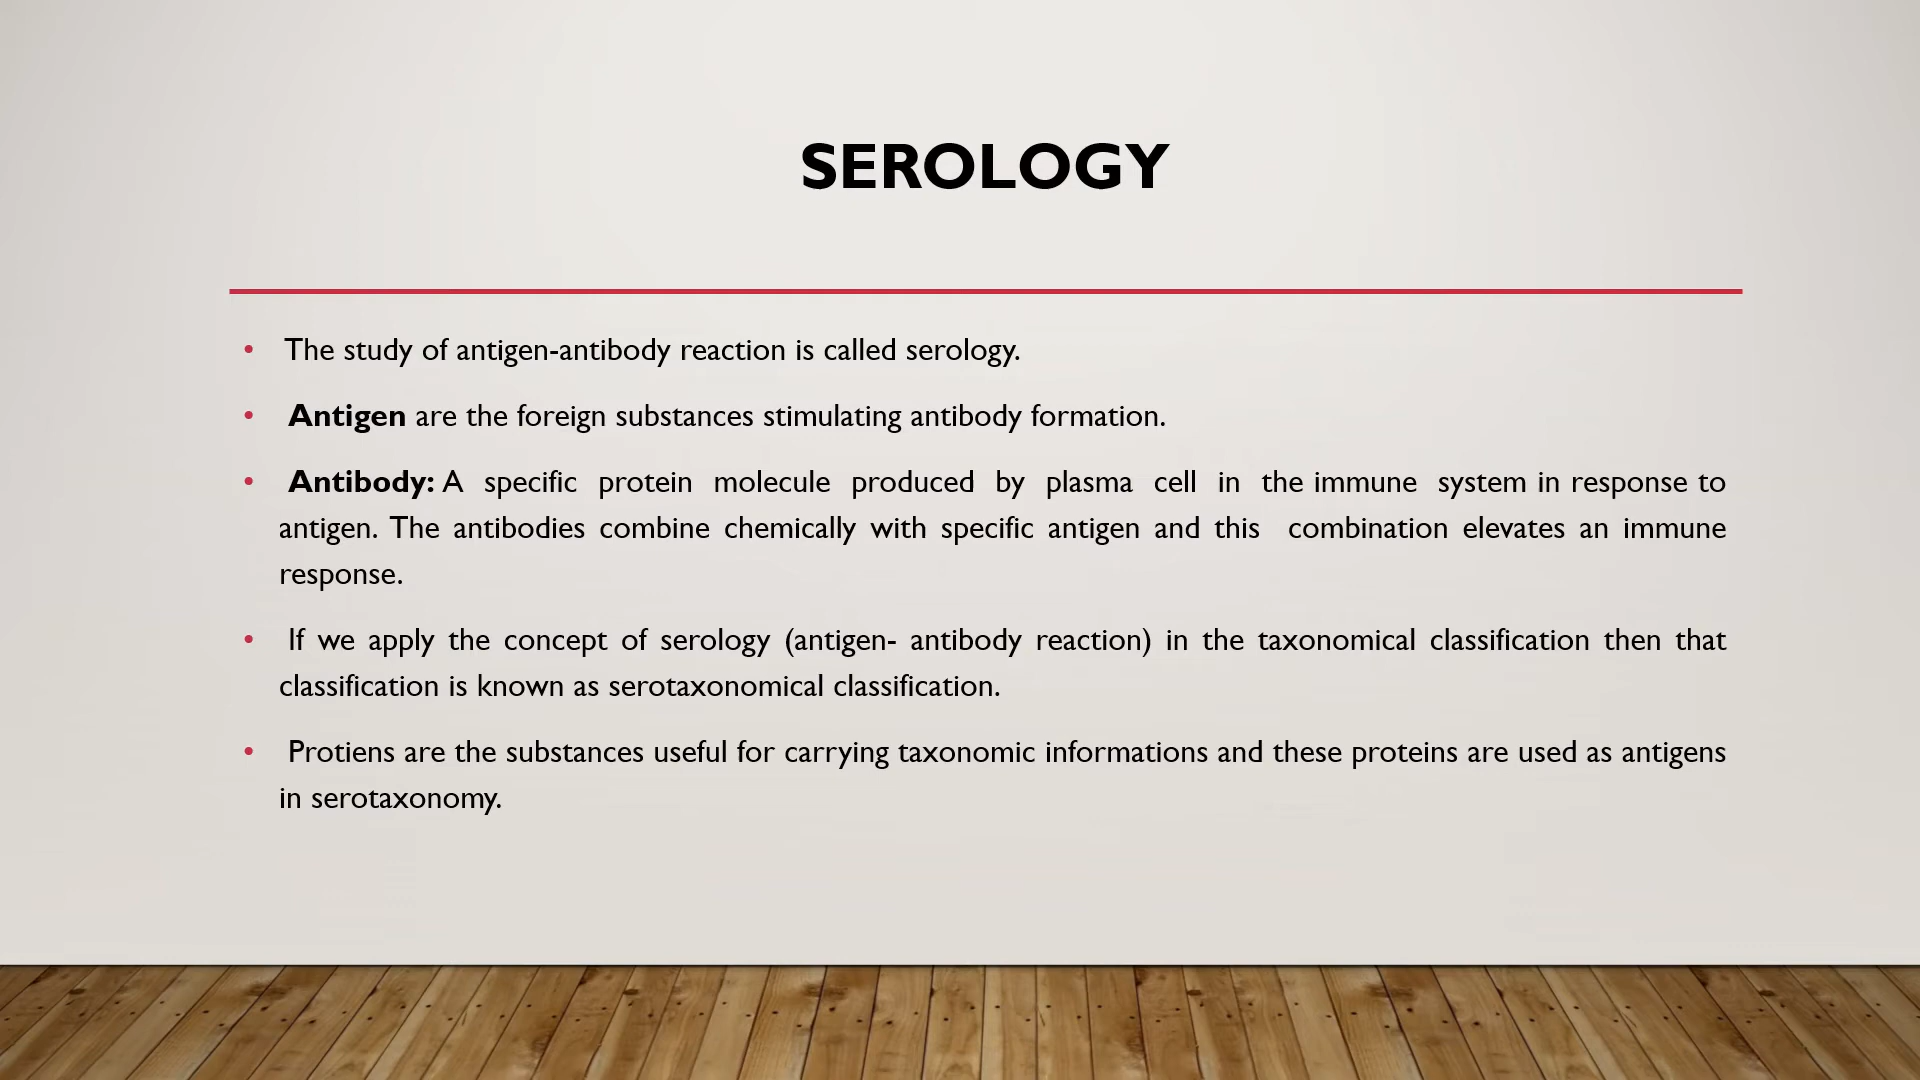 SEROLOGY
• The study of antigen-antibody reaction is called serology.
• Antigen are the foreign substances stimulating antibody formation.
• Antibody: A specific protein molecule produced by plasma cell in the immune system in response to
antigen. The antibodies combine chemically with specific antigen and this combination elevates an immune
response.
• If we apply the concept of serology (antigen- antibody reaction) in the taxonomical classification then that
classification is known as serotaxonomical classification.
• Protiens are the substances useful for carrying taxonomic informations and these proteins are used as antigens
in serotaxonomy.